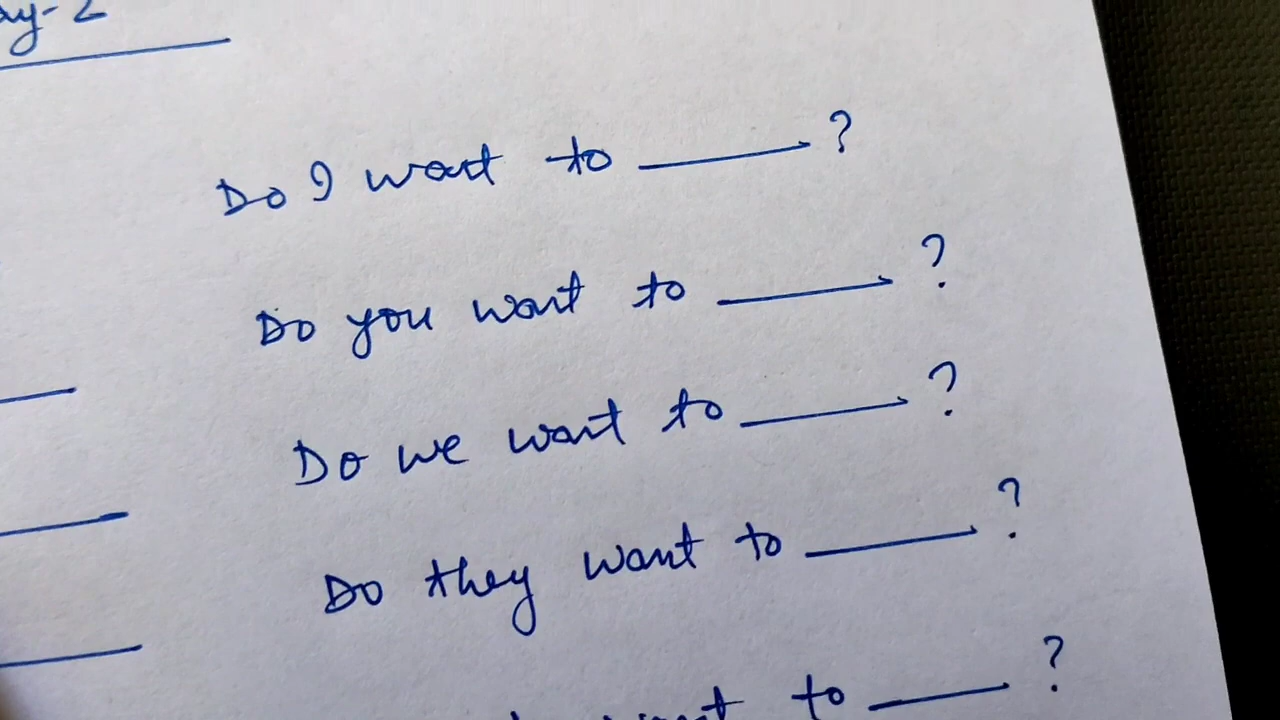 Do I want to ______ ?
Do you want to ______ ?
Do we want to ______ ?
Do they want to ______ ?
want to ______ ?